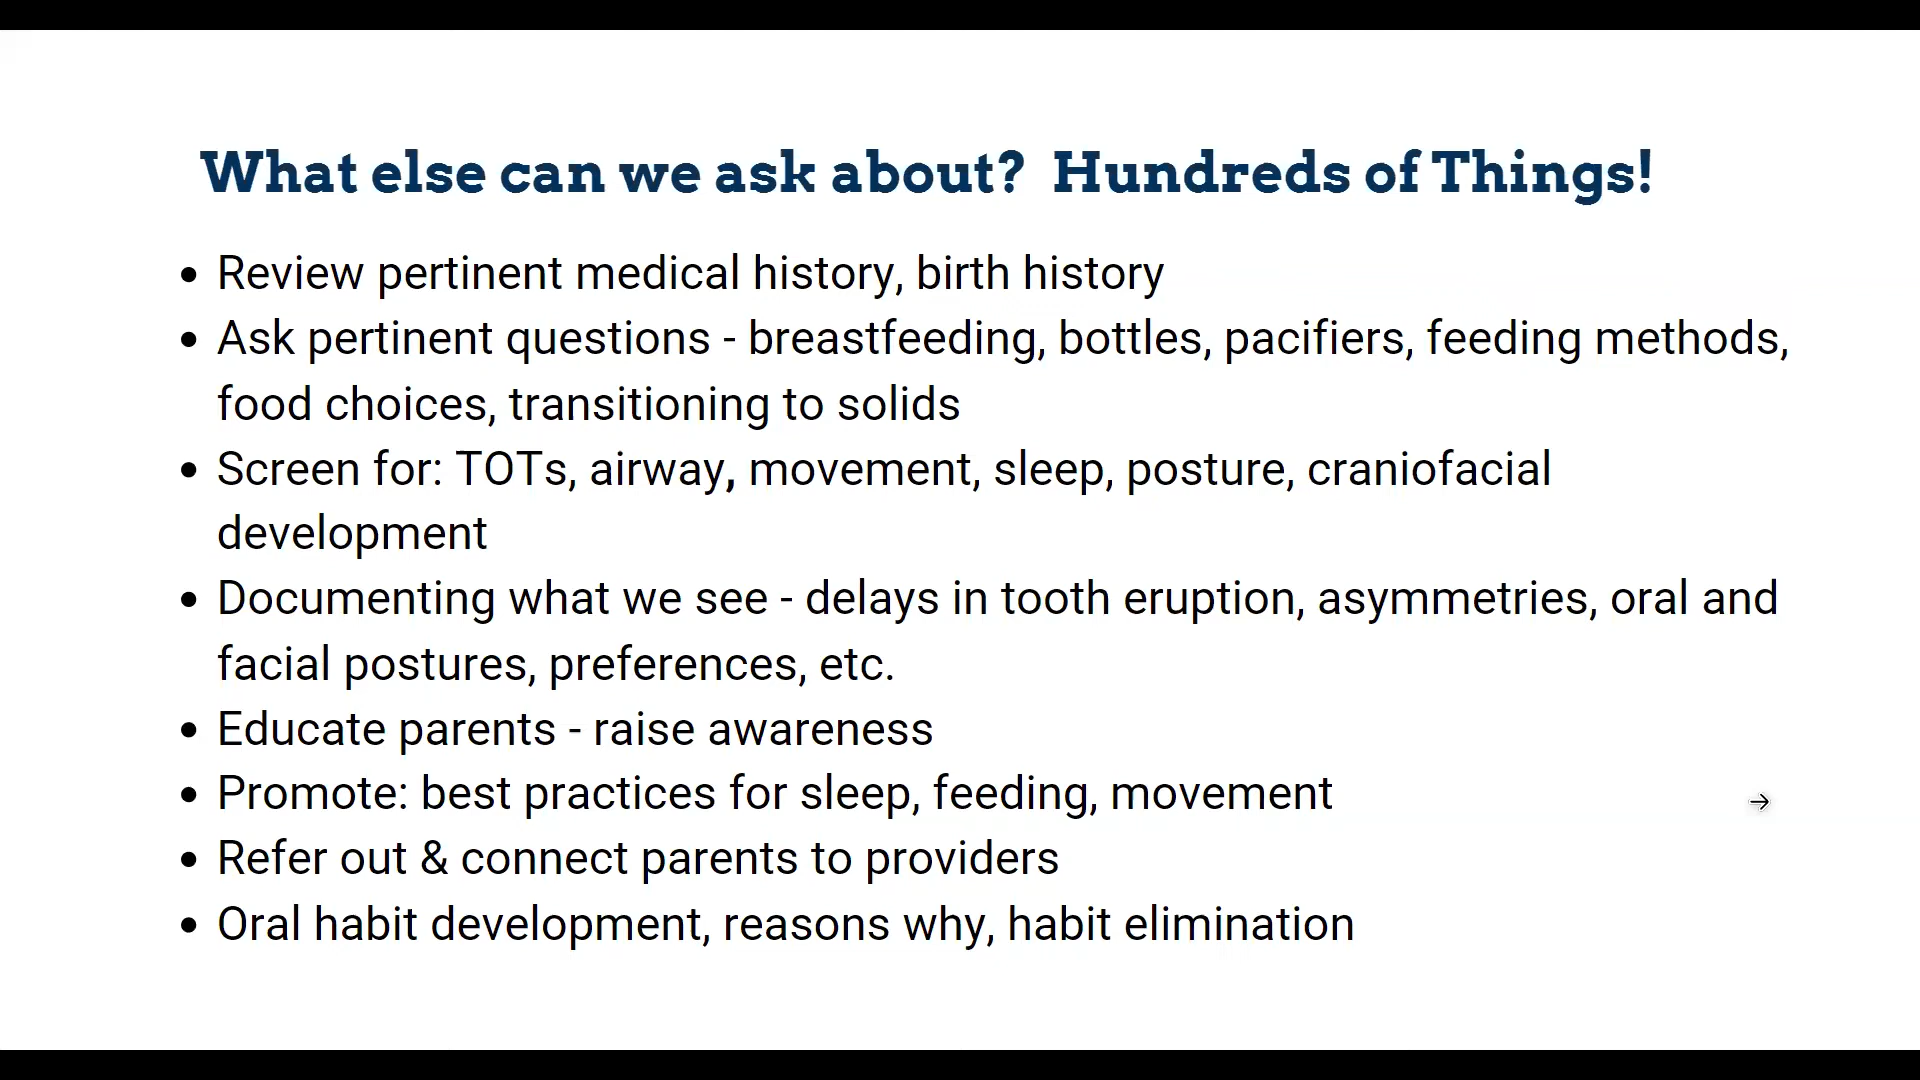 What else can we ask about?  Hundreds of Things!
• Review pertinent medical history, birth history
• Ask pertinent questions - breastfeeding, bottles, pacifiers, feeding methods,
food choices, transitioning to solids
• Screen for: TOTs, airway, movement, sleep, posture, craniofacial
development
• Documenting what we see - delays in tooth eruption, asymmetries, oral and
facial postures, preferences, etc.
• Educate parents - raise awareness
• Promote: best practices for sleep, feeding, movement
• Refer out & connect parents to providers
• Oral habit development, reasons why, habit elimination